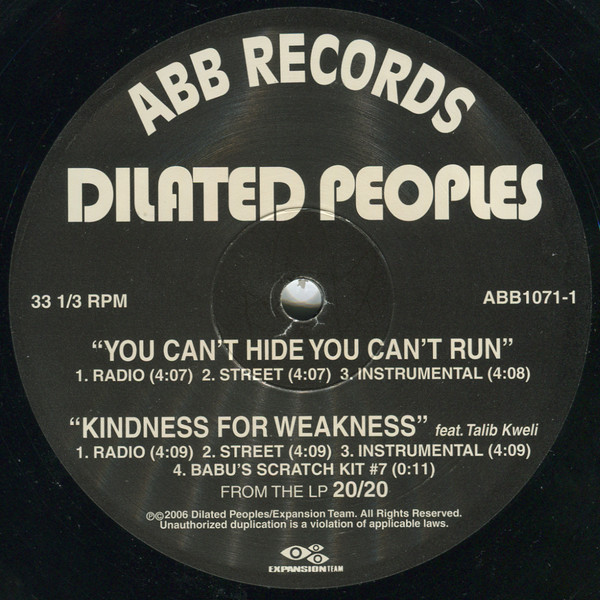 ABB RECORDS
DILATED PEOPLES
33 1/3 RPM
ABB1071-1
“YOU CAN'T HIDE YOU CAN'T RUN”
1. RADIO (4:07) 2. STREET (4:07) 3. INSTRUMENTAL (4:08)
“KINDNESS FOR WEAKNESS” feat. Talib Kweli
1. RADIO (4:09) 2. STREET (4:09) 3. INSTRUMENTAL (4:09)
4. BABU'S SCRATCH KIT #7 (0:11)
FROM THE LP 20/20
℗©2006 Dilated Peoples/Expansion Team. All Rights Reserved.
Unauthorized duplication is a violation of applicable laws.
EXPANSION TEAM